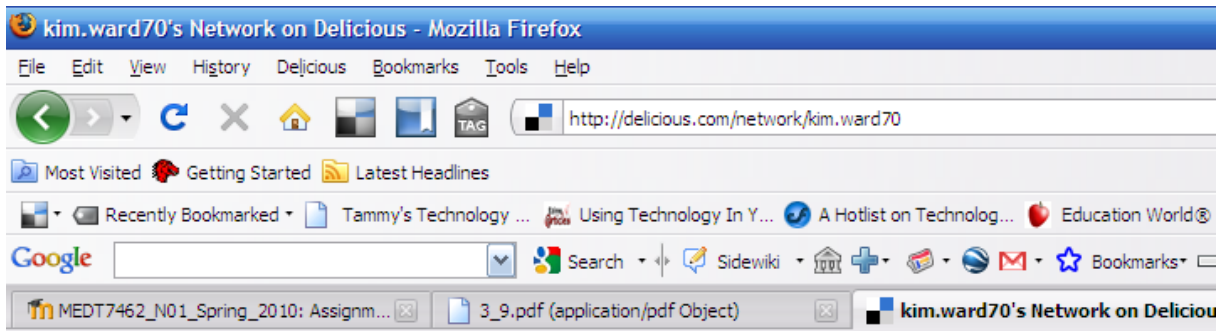 kim.ward70's Network on Delicious - Mozilla Firefox
File Edit View History Delicious Bookmarks Tools Help
TAG http://delicious.com/network/kim.ward70
Most Visited Getting Started Latest Headlines
Recently Bookmarked Tammy's Technology ... Using Technology In Y... A Hotlist on Technolog... Education World®
Google Search Sidewiki Bookmarks
MEDT7462_N01_Spring_2010: Assignm... 3_9.pdf (application/pdf Object) kim.ward70's Network on Deliciou